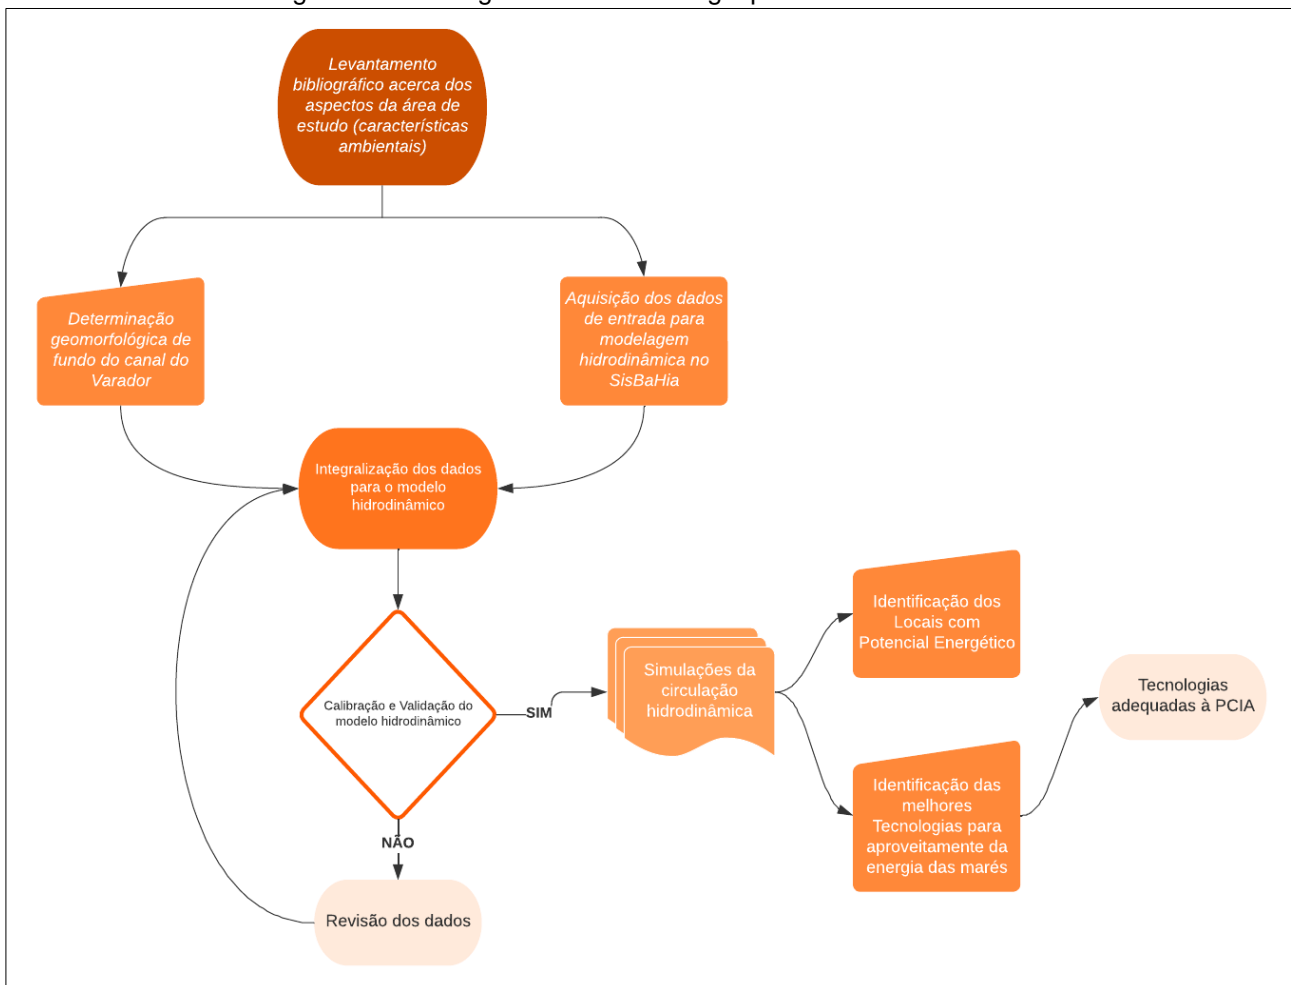 Levantamento
bibliográfico acerca dos
aspectos da área de
estudo (características
ambientais)
Determinação
geomorfológica de
fundo do canal do
Varador
Aquisição dos dados
de entrada para
modelagem
hidrodinâmica no
SisBaHia
Integralização dos dados
para o modelo
hidrodinâmico
Calibração e Validação do
modelo hidrodinâmico
SIM
Simulações da
circulação
hidrodinâmica
Identificação dos
Locais com
Potencial Energético
Identificação das
melhores
Tecnologias para
aproveitamente da
energia das marés
Tecnologias
adequadas à PCIA
NÃO
Revisão dos dados